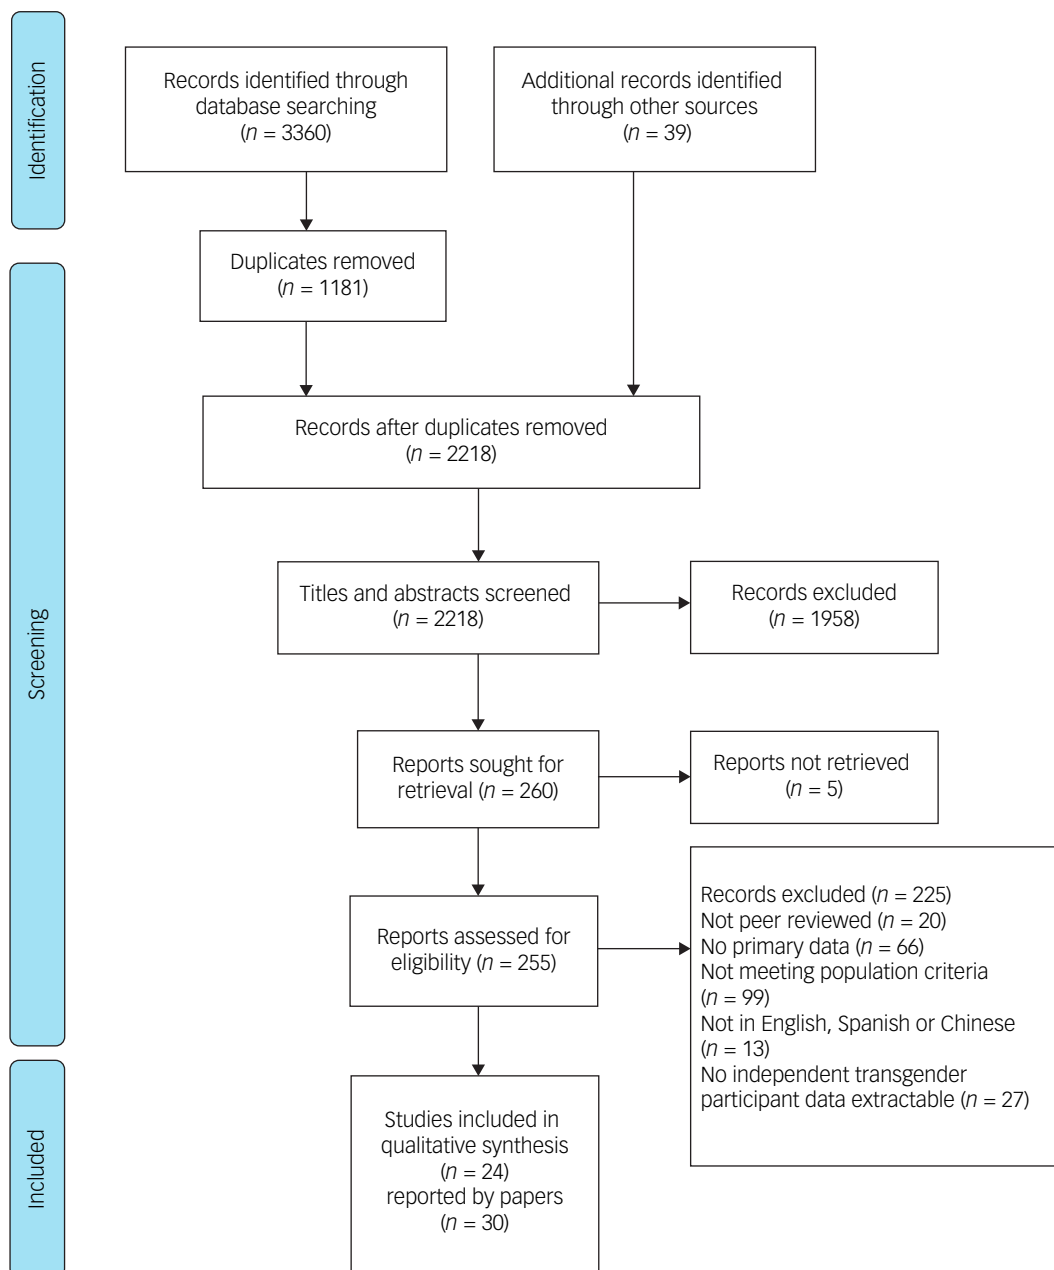 Identification
Records identified through
database searching
(n = 3360)
Additional records identified
through other sources
(n = 39)
Duplicates removed
(n = 1181)
Records after duplicates removed
(n = 2218)
Screening
Titles and abstracts screened
(n = 2218)
Records excluded
(n = 1958)
Reports sought for
retrieval (n = 260)
Reports not retrieved
(n = 5)
Reports assessed for
eligibility (n = 255)
Records excluded (n = 225)
Not peer reviewed (n = 20)
No primary data (n = 66)
Not meeting population criteria
(n = 99)
Not in English, Spanish or Chinese
(n = 13)
No independent transgender
participant data extractable (n = 27)
Included
Studies included in
qualitative synthesis
(n = 24)
reported by papers
(n = 30)